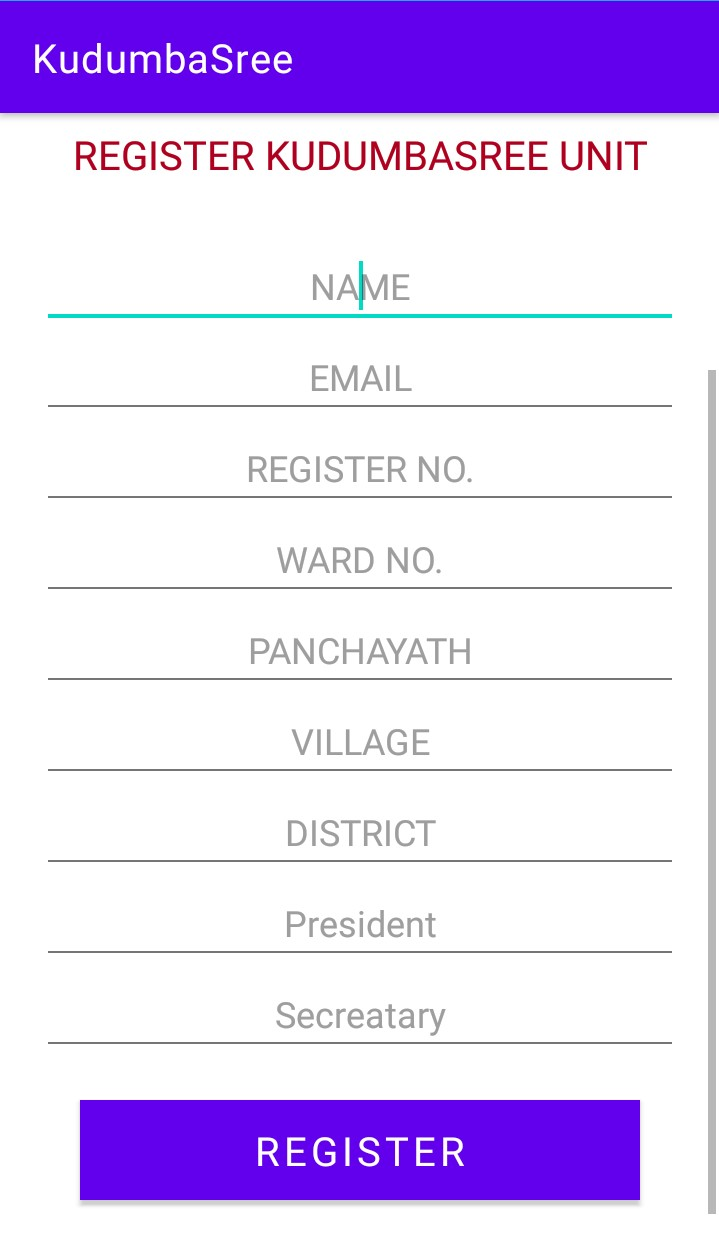 KudumbaSree
REGISTER KUDUMBASREE UNIT
NAME
EMAIL
REGISTER NO.
WARD NO.
PANCHAYATH
VILLAGE
DISTRICT
President
Secreatary
REGISTER